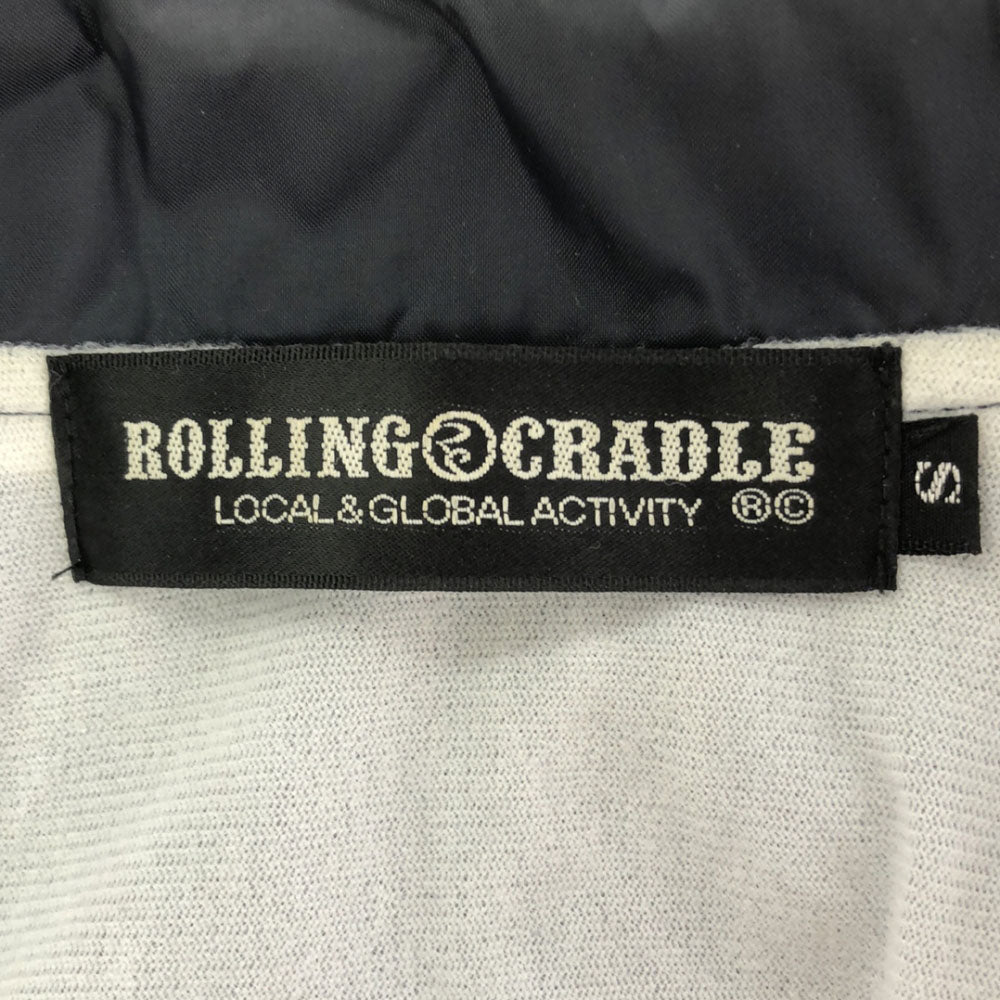 ROLLING CRADLE
LOCAL & GLOBAL ACTIVITY ®©
S